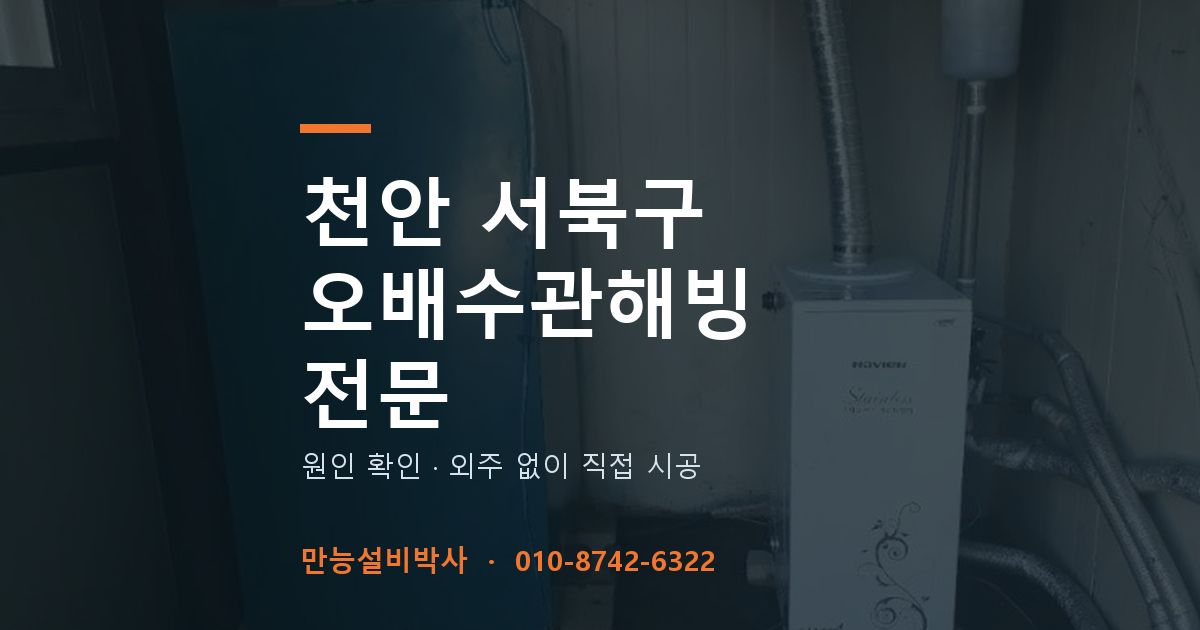 천안 서북구
오배수관해빙
전문
원인 확인 · 외주 없이 직접 시공
만능설비박사 · 010-8742-6322
NAVIEN
Stainless